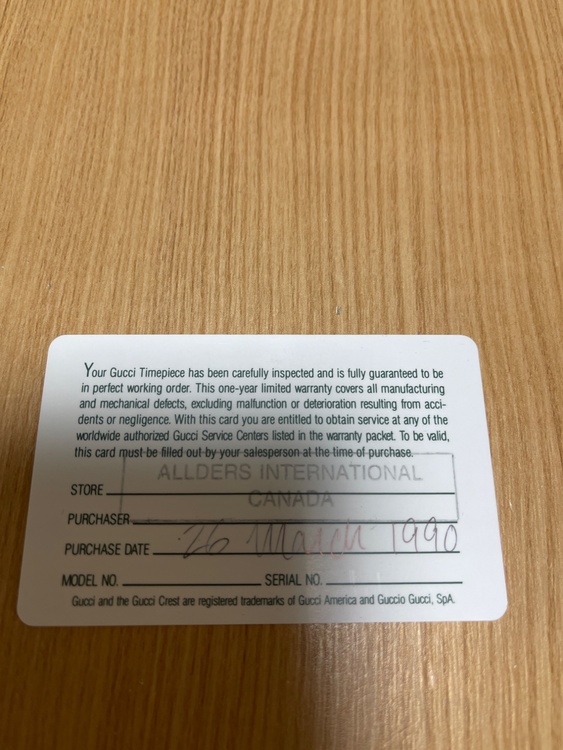 Your Gucci Timepiece has been carefully inspected and is fully guaranteed to be
in perfect working order. This one-year limited warranty covers all manufacturing
and mechanical defects, excluding malfunction or deterioration resulting from acci-
dents or negligence. With this card you are entitled to obtain service at any of the
worldwide authorized Gucci Service Centers listed in the warranty packet. To be valid,
this card must be filled out by your salesperson at the time of purchase.
ALLDERS INTERNATIONAL
STORE
CANADA
PURCHASER
PURCHASE DATE 26 March 1990
MODEL NO. SERIAL NO.
Gucci and the Gucci Crest are registered trademarks of Gucci America and Guccio Gucci, SpA.